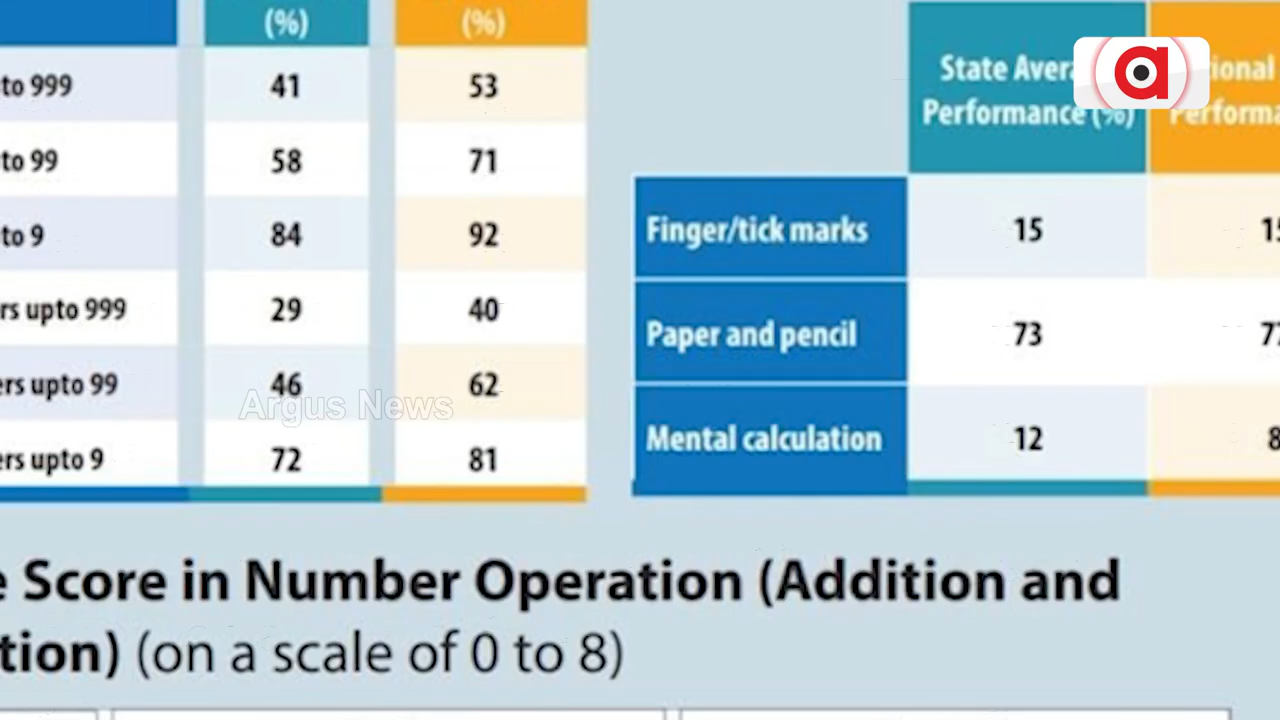 (%) (%)
to 999 41 53
to 99 58 71
to 9 84 92
rs upto 999 29 40
ers upto 99 46 62
ers upto 9 72 81
State
Performance (%)
Finger/tick marks 15
Paper and pencil 73
Mental calculation 12
Argus News
e Score in Number Operation (Addition and
tion) (on a scale of 0 to 8)